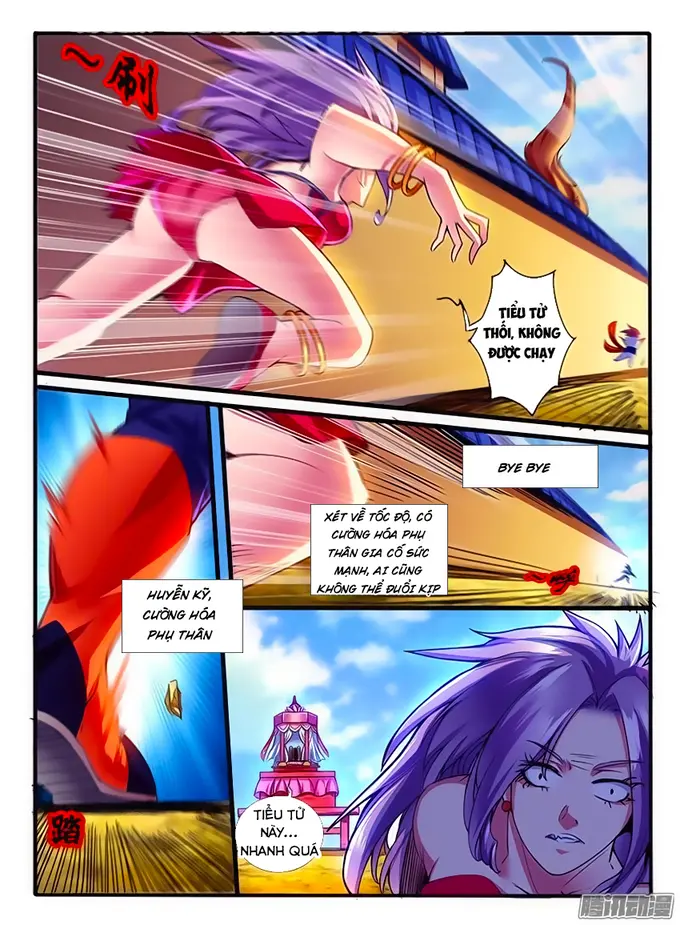 ~刷
TIỂU TỬ
THỐI, KHÔNG
ĐƯỢC CHẠY
BYE BYE
XÉT VỀ TỐC ĐỘ, CÓ
CƯỜNG HÓA PHỤ
THÂN GIA CỐ SỨC
MẠNH, AI CŨNG
KHÔNG THỂ ĐUỔI KỊP
HUYỄN KỸ,
CƯỜNG HÓA
PHỤ THÂN
踏
TIỂU TỬ
NÀY...
NHANH QUÁ
腾讯动漫